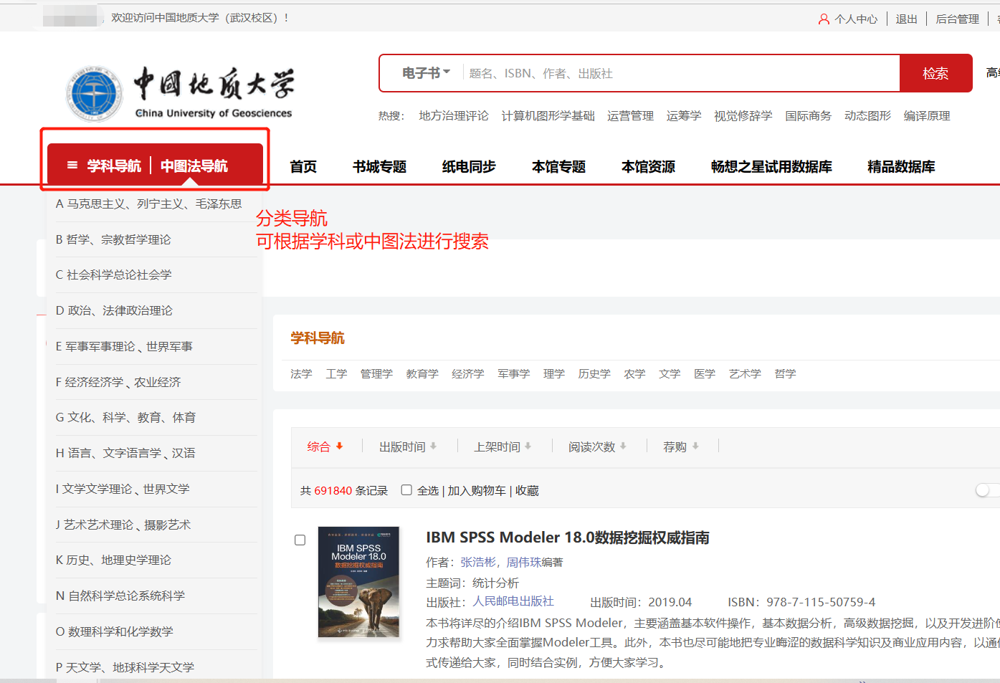 欢迎访问中国地质大学（武汉校区）！
个人中心
退出
后台管理
中国地质大学
China University of Geosciences
电子书
题名、ISBN、作者、出版社
检索
高级
热搜：
地方治理评论
计算机图形学基础
运营管理
运筹学
视觉修辞学
国际商务
动态图形
编译原理
学科导航
中图法导航
首页
书城专题
纸电同步
本馆专题
本馆资源
畅想之星试用数据库
精品数据库
A 马克思主义、列宁主义、毛泽东思
B 哲学、宗教哲学理论
C 社会科学总论社会学
D 政治、法律政治理论
E 军事军事理论、世界军事
F 经济经济学、农业经济
G 文化、科学、教育、体育
H 语言、文字语言学、汉语
I 文学文学理论、世界文学
J 艺术艺术理论、摄影艺术
K 历史、地理史学理论
N 自然科学总论系统科学
O 数理科学和化学数学
P 天文学、地球科学天文学
分类导航
可根据学科或中图法进行搜索
学科导航
法学 工学 管理学 教育学 经济学 军事学 理学 历史学 农学 文学 医学 艺术学 哲学
综合
出版时间
上架时间
阅读次数
荐购
共 691840 条记录 全选 | 加入购物车 | 收藏
IBM SPSS
Modeler 18.0
数据挖掘权威指南
IBM SPSS Modeler 18.0数据挖掘权威指南
作者：张浩彬，周伟珠编著
主题词：统计分析
出版社：人民邮电出版社 出版时间：2019.04 ISBN：978-7-115-50759-4
本书将详尽的介绍IBM SPSS Modeler，主要涵盖基本软件操作，基本数据分析，高级数据挖掘，以及开发进阶使
力求帮助大家全面掌握Modeler工具。此外，本书也尽可能地把专业晦涩的数据科学知识及商业应用内容，以通俗
式传递给大家，同时结合实例，方便大家学习。